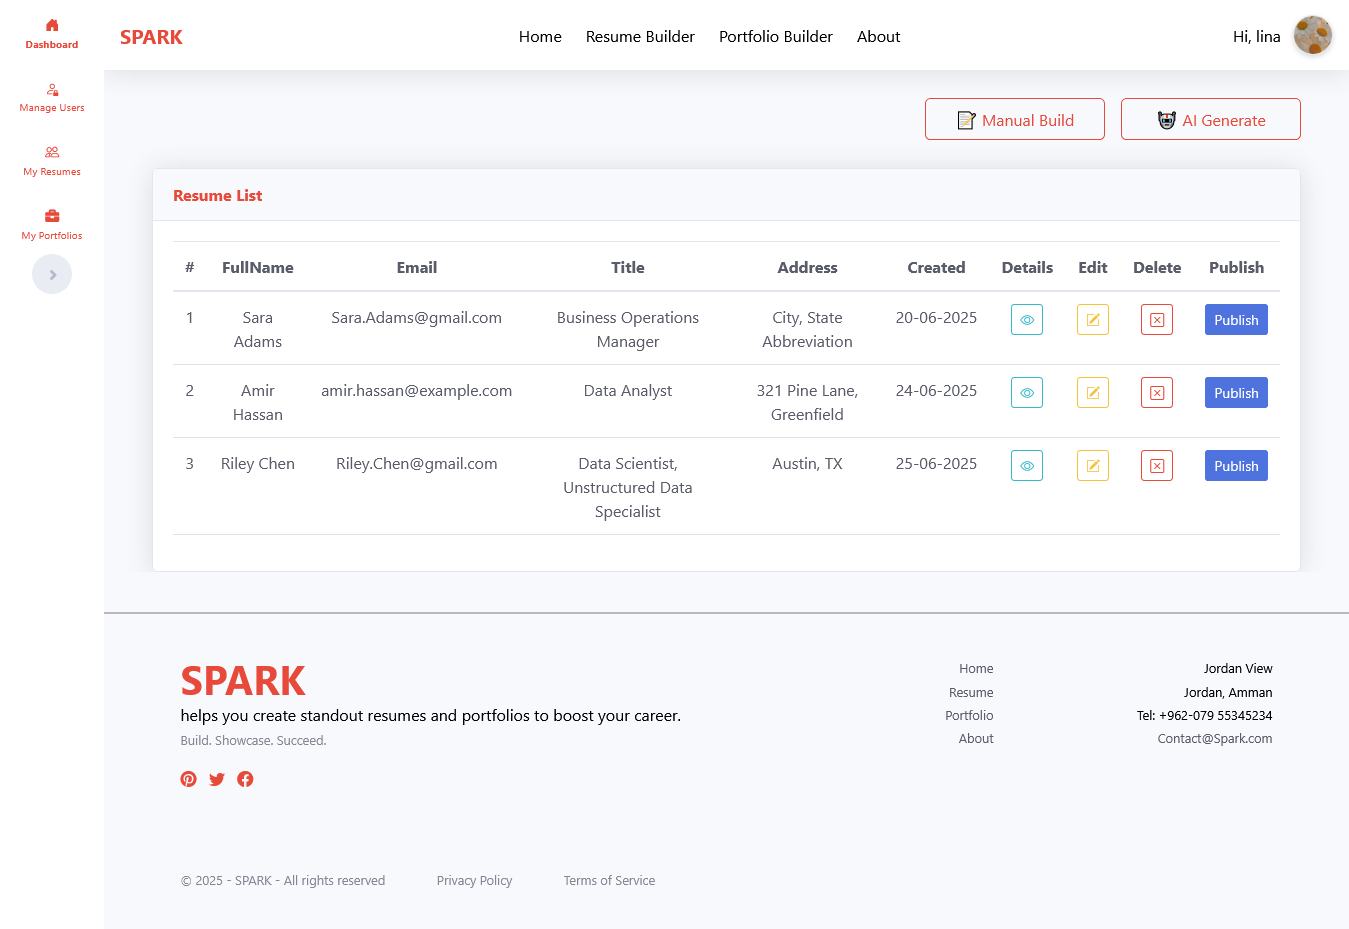 Dashboard
Manage Users
My Resumes
My Portfolios
SPARK
Home Resume Builder Portfolio Builder About
Hi, lina
Manual Build
AI Generate
Resume List
# FullName Email Title Address Created Details Edit Delete Publish
1 Sara Sara.Adams@gmail.com Business Operations City, State 20-06-2025 Publish
Adams Manager Abbreviation
2 Amir amir.hassan@example.com Data Analyst 321 Pine Lane, 24-06-2025 Publish
Hassan Greenfield
3 Riley Chen Riley.Chen@gmail.com Data Scientist, Austin, TX 25-06-2025 Publish
Unstructured Data
Specialist
SPARK
helps you create standout resumes and portfolios to boost your career.
Build. Showcase. Succeed.
Home
Resume
Portfolio
About
Jordan View
Jordan, Amman
Tel: +962-079 55345234
Contact@Spark.com
© 2025 - SPARK - All rights reserved Privacy Policy Terms of Service